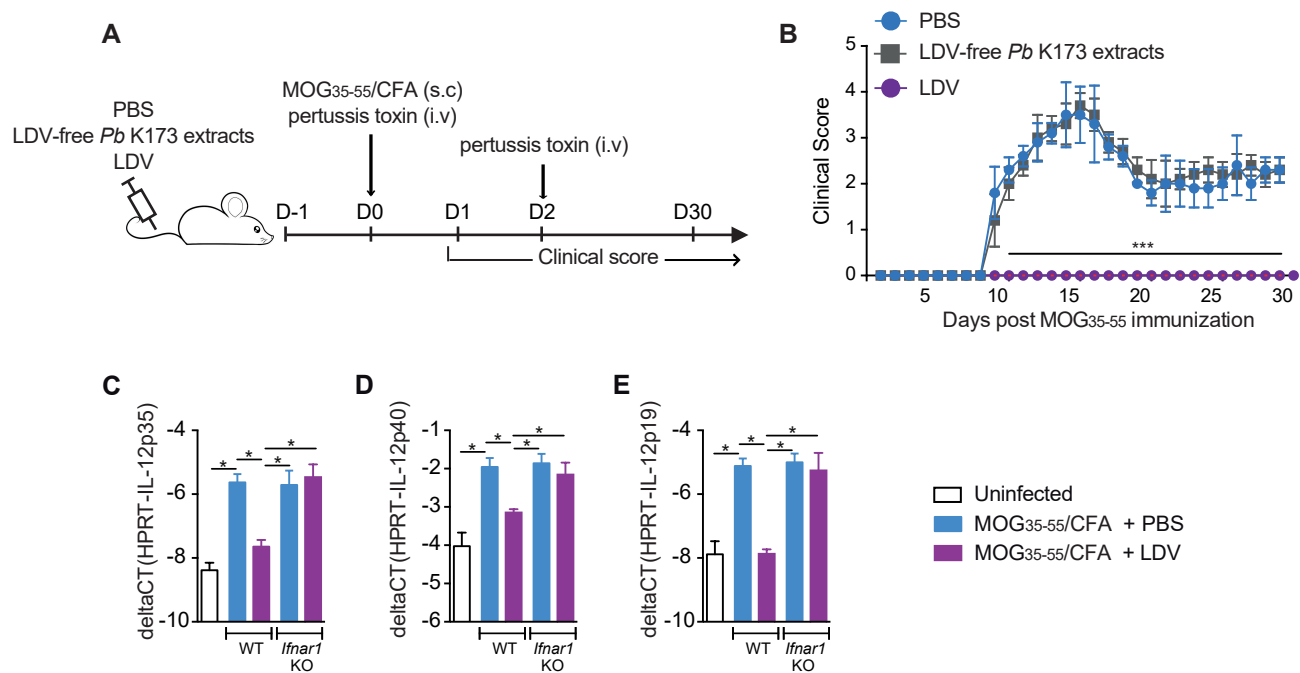 A
MOG35-55/CFA (s.c)
pertussis toxin (i.v)
PBS
LDV-free Pb K173 extracts
LDV
pertussis toxin (i.v)
D-1 D0 D1 D2 D30
Clinical score
B
PBS
LDV-free Pb K173 extracts
LDV
Clinical Score
5
4
3
2
1
0
***
5 10 15 20 25 30
Days post MOG35-55 immunization
C
deltaCT(HPRT-IL-12p35)
-4
-6
-8
-10
* * * *
WT Ifnar1
KO
D
deltaCT(HPRT-IL-12p40)
-1
-2
-3
-4
-5
-6
* * * *
WT Ifnar1
KO
E
deltaCT(HPRT-IL-12p19)
-4
-6
-8
-10
* * * *
WT Ifnar1
KO
Uninfected
MOG35-55/CFA + PBS
MOG35-55/CFA + LDV